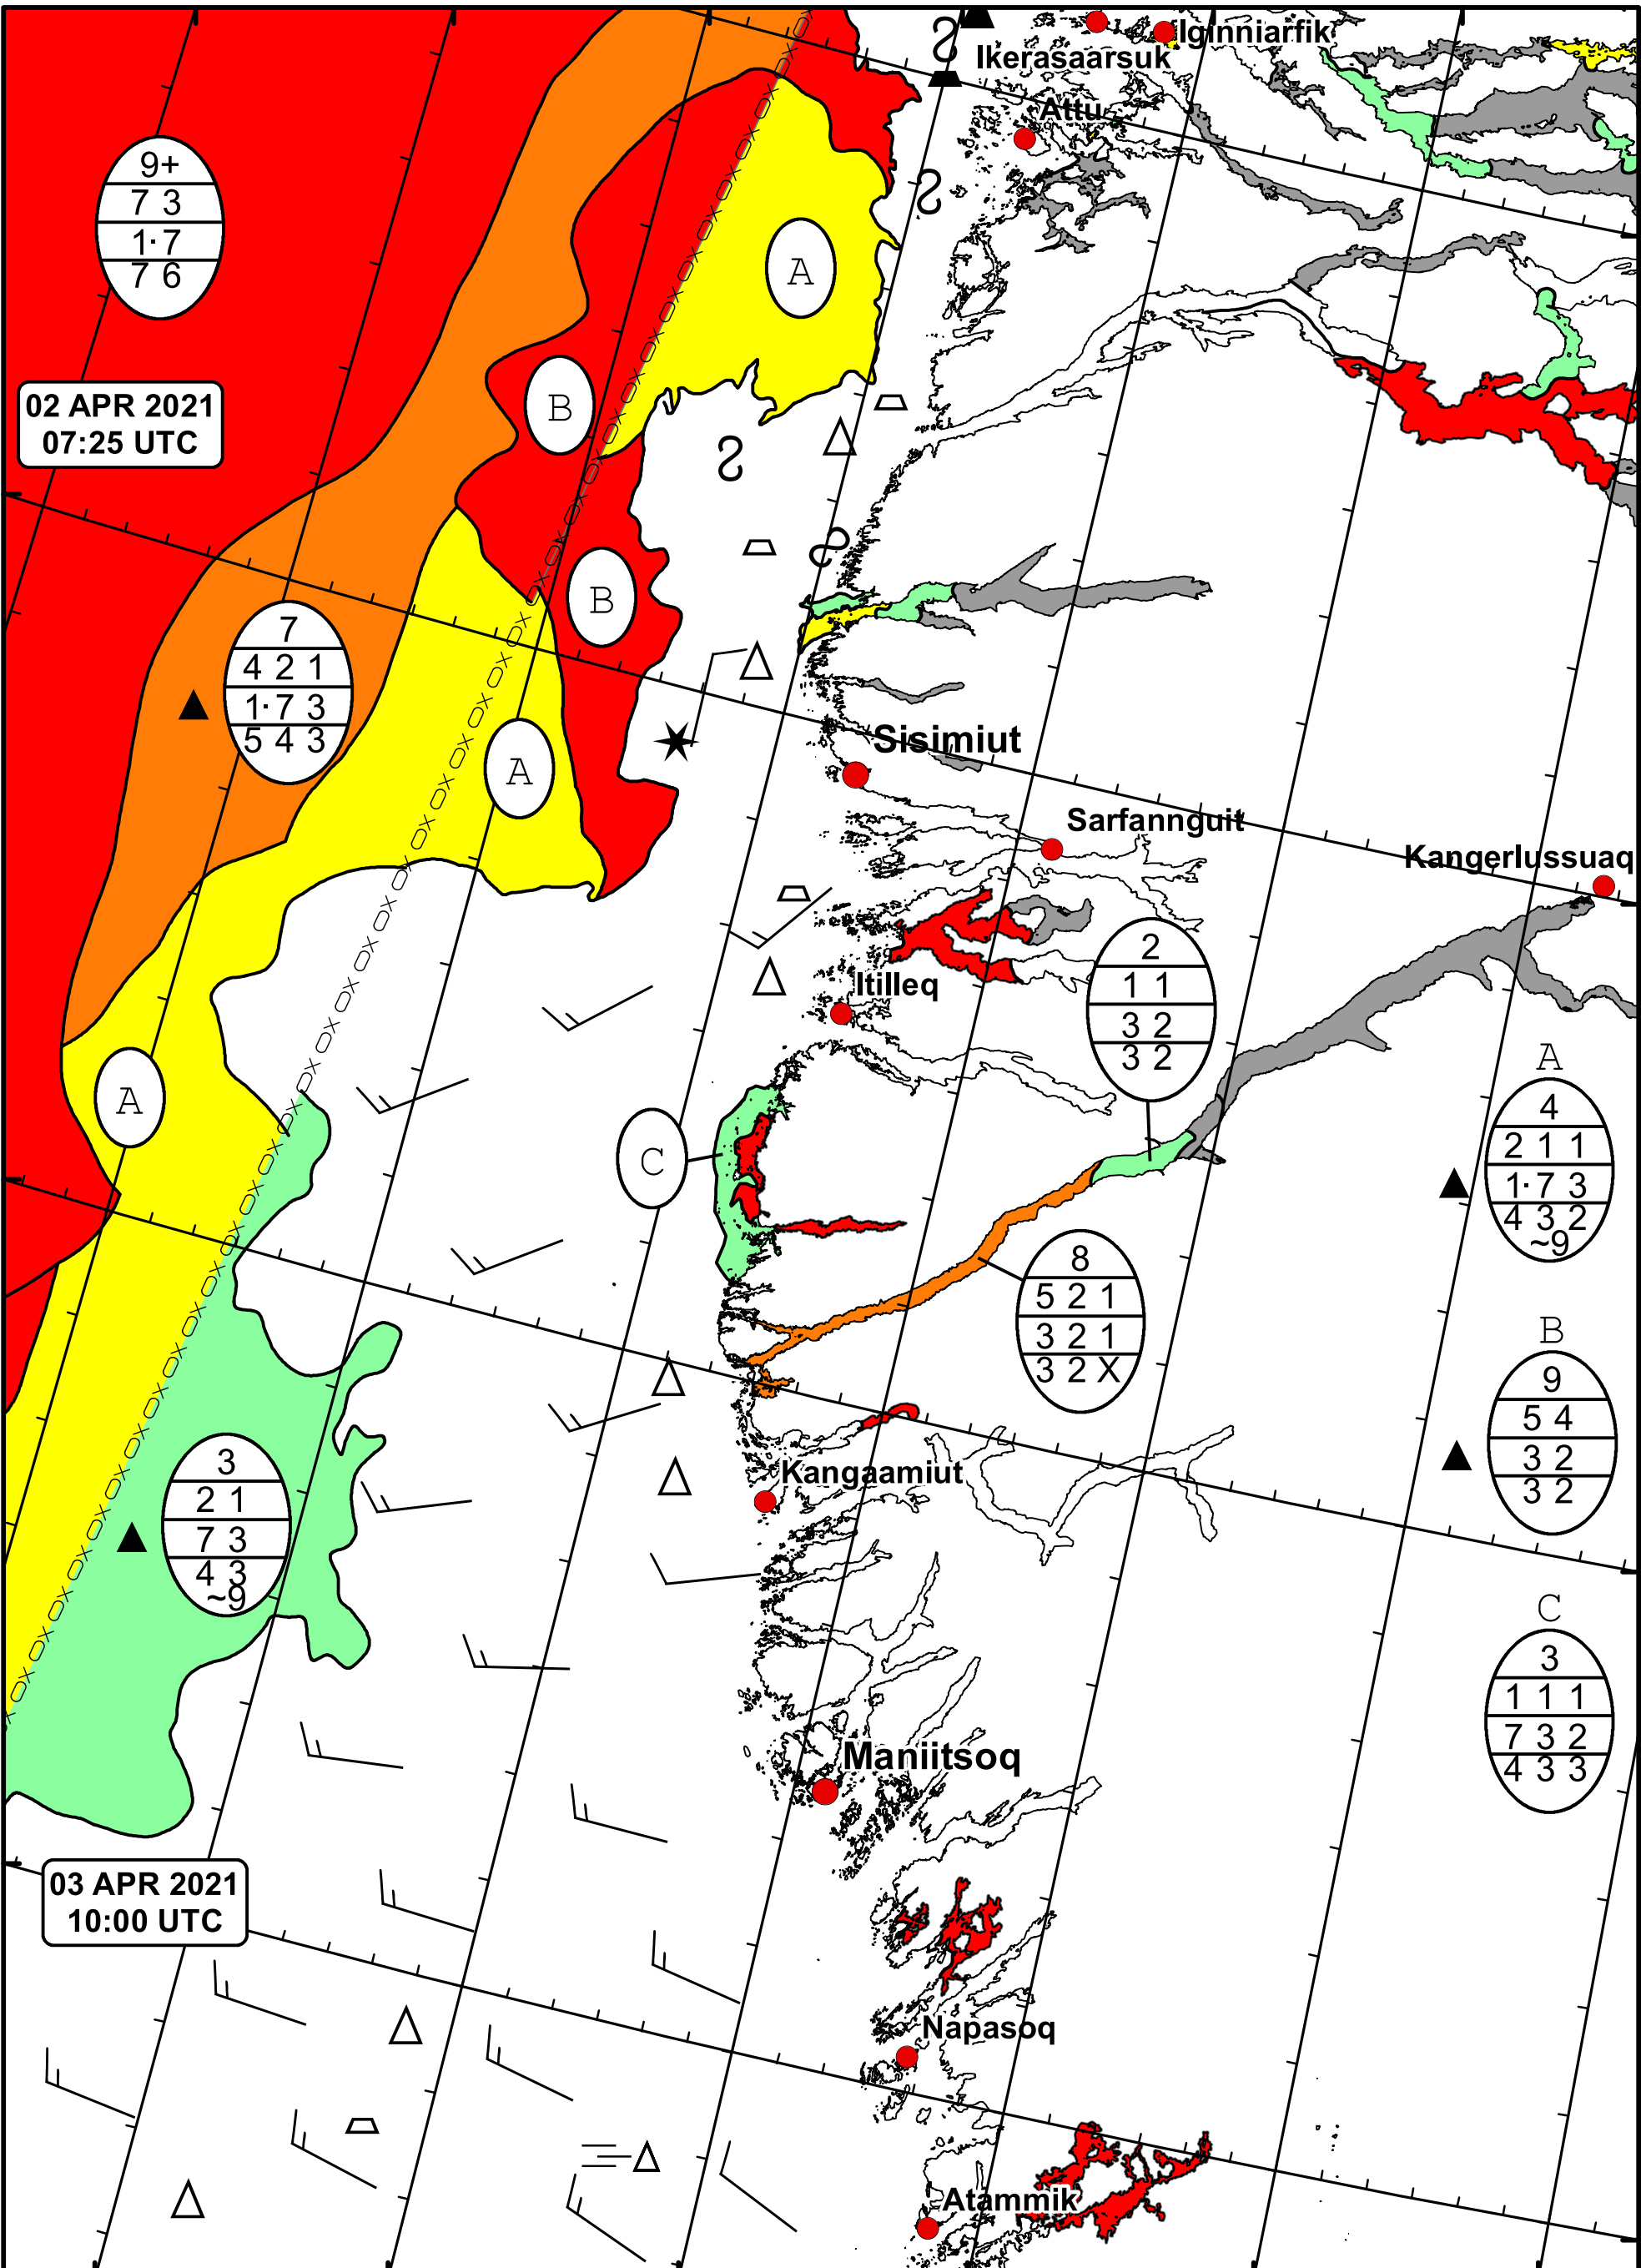 Iginniarfik
Ikerasaarsuk
Attu
9+
7 3
1· 7
7 6
A
02 APR 2021
07:25 UTC
B
B
7
4 2 1
1· 7 3
5 4 3
Sisimiut
A
Sarfannguit
Kangerlussuaq
2
1 1
3 2
3 2
Itilleq
A
C
A
4
2 1 1
1· 7 3
4 3 2
~9
8
5 2 1
3 2 1
3 2 X
B
9
5 4
3 2
3 2
3
2 1
7 3
4 3
~9
Kangaamiut
C
3
1 1 1
7 3 2
4 3 3
Maniitsoq
03 APR 2021
10:00 UTC
Napasoq
Atammik